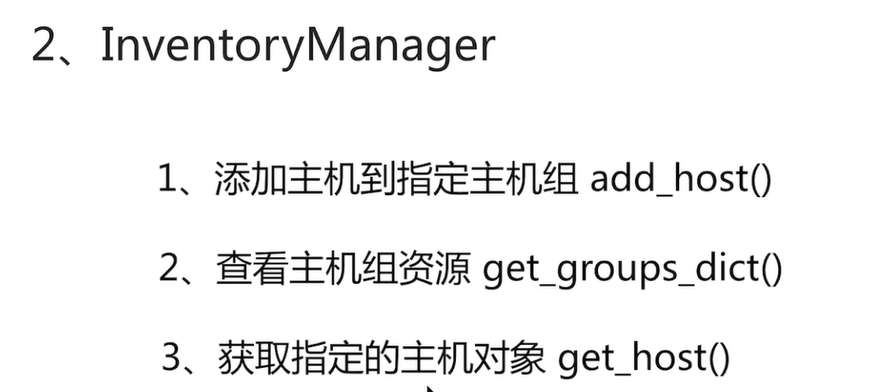 2、InventoryManager
1、添加主机到指定主机组 add_host()
2、查看主机组资源 get_groups_dict()
3、获取指定的主机对象 get_host()